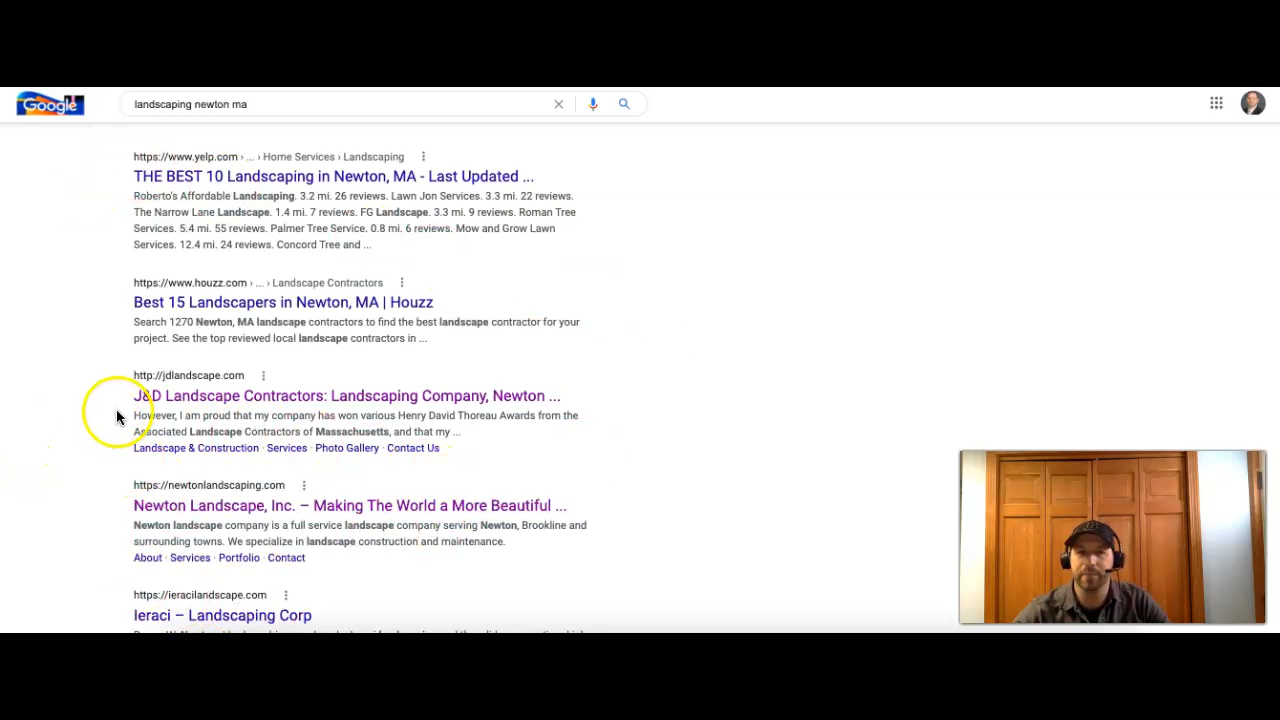 Google
landscaping newton ma
https://www.yelp.com › ... › Home Services › Landscaping
THE BEST 10 Landscaping in Newton, MA - Last Updated ...
Roberto's Affordable Landscaping. 3.2 mi. 26 reviews. Lawn Jon Services. 3.3 mi. 22 reviews.
The Narrow Lane Landscape. 1.4 mi. 7 reviews. FG Landscape. 3.3 mi. 9 reviews. Roman Tree
Services. 5.4 mi. 55 reviews. Palmer Tree Service. 0.8 mi. 6 reviews. Mow and Grow Lawn
Services. 12.4 mi. 24 reviews. Concord Tree and ...
https://www.houzz.com › ... › Landscape Contractors
Best 15 Landscapers in Newton, MA | Houzz
Search 1270 Newton, MA landscape contractors to find the best landscape contractor for your
project. See the top reviewed local landscape contractors in ...
http://jdlandscape.com
J&D Landscape Contractors: Landscaping Company, Newton ...
However, I am proud that my company has won various Henry David Thoreau Awards from the
Associated Landscape Contractors of Massachusetts, and that my ...
Landscape & Construction · Services · Photo Gallery · Contact Us
https://newtonlandscaping.com
Newton Landscape, Inc. – Making The World a More Beautiful ...
Newton landscape company is a full service landscape company serving Newton, Brookline and
surrounding towns. We specialize in landscape construction and maintenance.
About · Services · Portfolio · Contact
https://ieracilandscape.com
Ieraci – Landscaping Corp